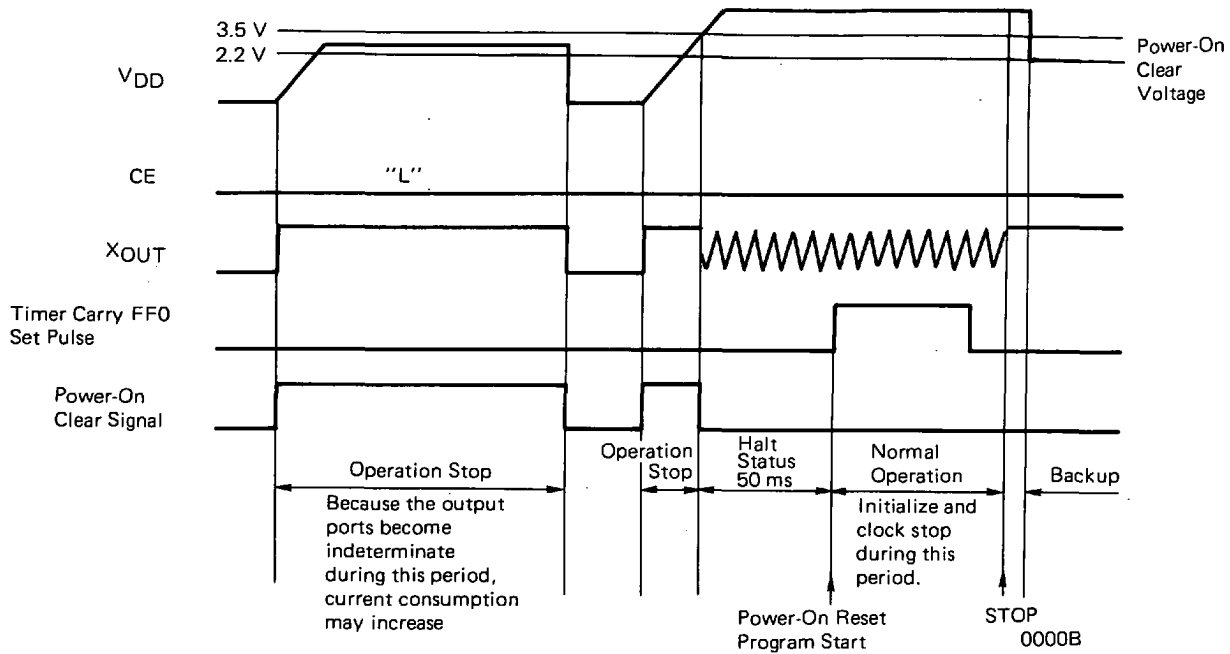 3.5 V
2.2 V
VDD
Power-On
Clear
Voltage
CE
"L"
XOUT
Timer Carry FF0
Set Pulse
Power-On
Clear Signal
Operation Stop
Operation
Stop
Halt
Status
50 ms
Normal
Operation
Backup
Because the output
ports become
indeterminate
during this period,
current consumption
may increase
Initialize and
clock stop
during this
period.
Power-On Reset
Program Start
STOP
0000B